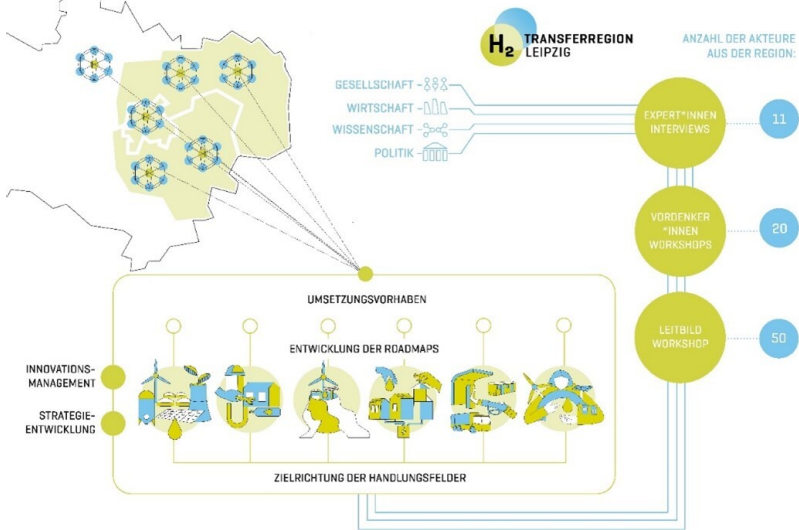 H2 TRANSFERREGION
LEIPZIG
ANZAHL DER AKTEURE
AUS DER REGION:
GESELLSCHAFT
WIRTSCHAFT
WISSENSCHAFT
POLITIK
EXPERT*INNEN
INTERVIEWS
11
VORDENKER
*INNEN
WORKSHOPS
20
LEITBILD
WORKSHOP
50
UMSETZUNGSVORHABEN
ENTWICKLUNG DER ROADMAPS
INNOVATIONS-
MANAGEMENT
STRATEGIE-
ENTWICKLUNG
ZIELRICHTUNG DER HANDLUNGSFELDER